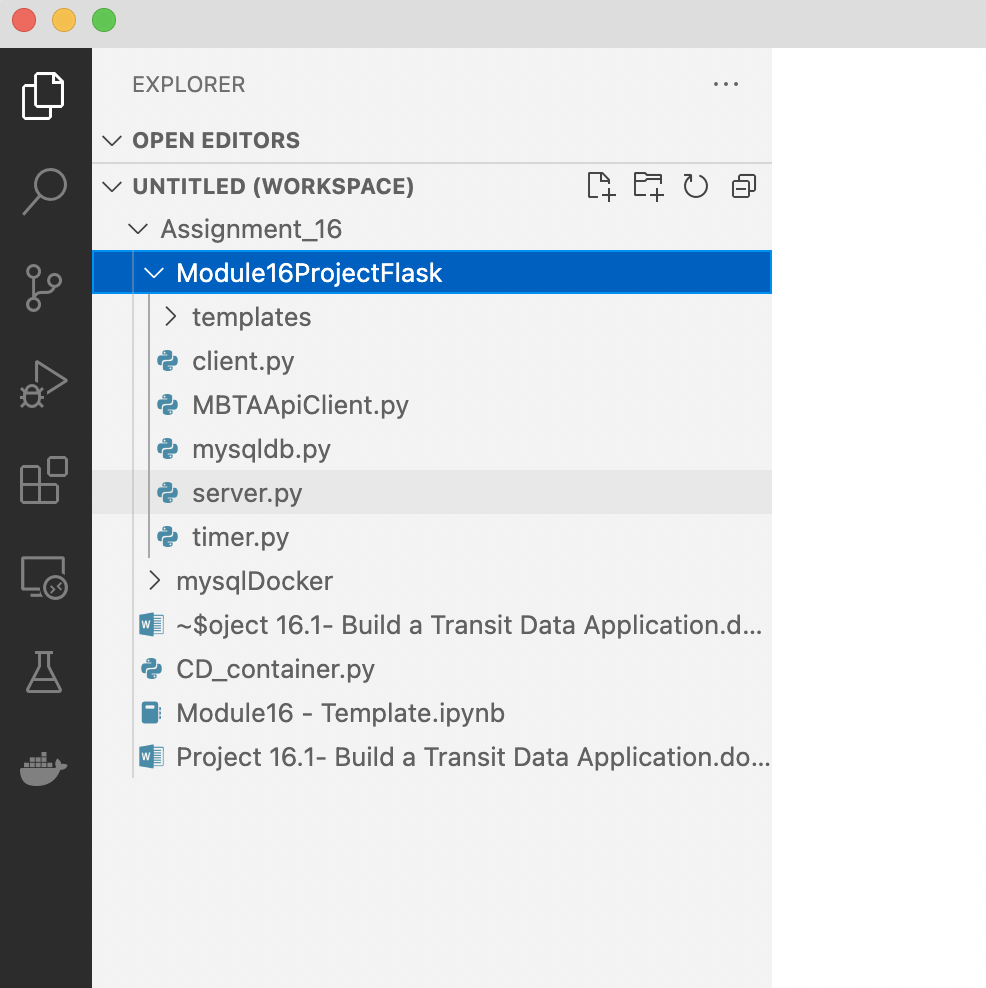 EXPLORER
OPEN EDITORS
UNTITLED (WORKSPACE)
Assignment_16
Module16ProjectFlask
templates
client.py
MBTAApiClient.py
mysqldb.py
server.py
timer.py
mysqlDocker
~$oject 16.1- Build a Transit Data Application.d...
CD_container.py
Module16 - Template.ipynb
Project 16.1- Build a Transit Data Application.do...